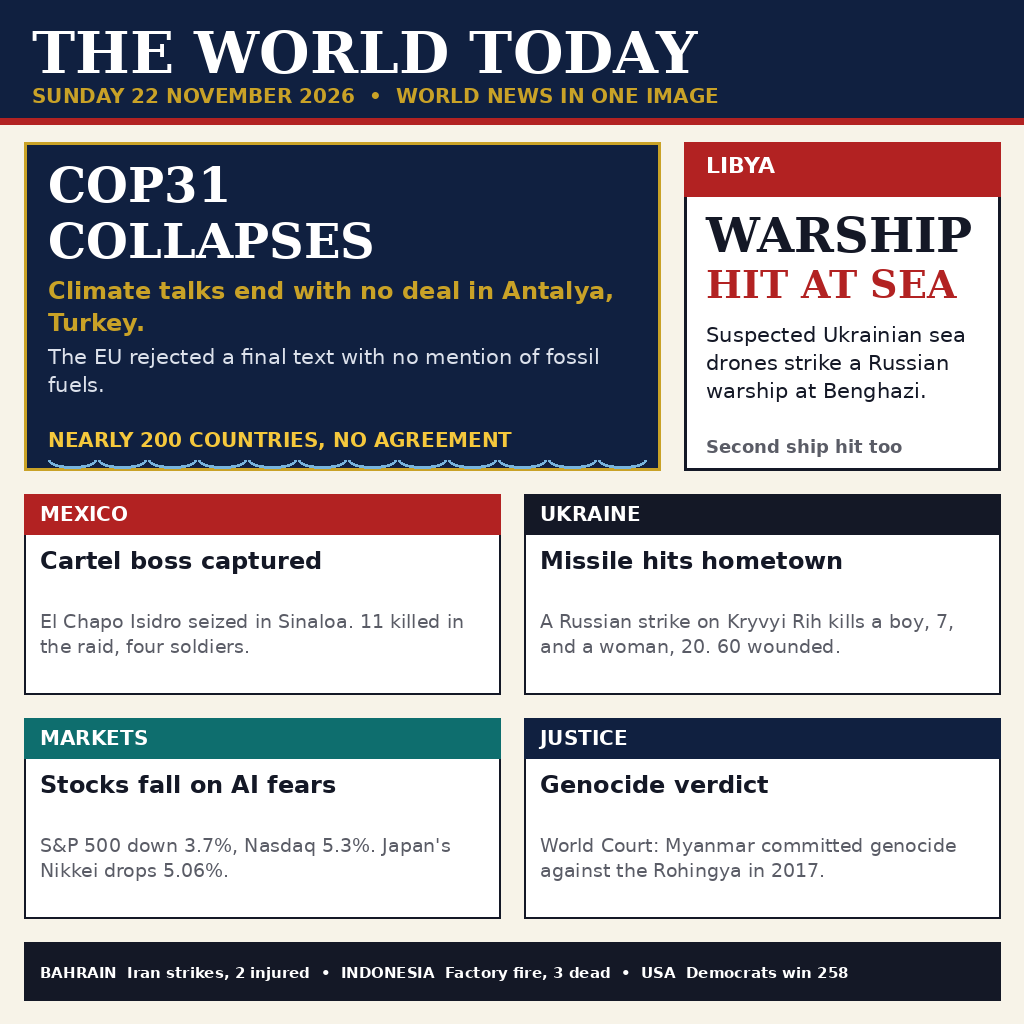 THE WORLD TODAY
SUNDAY 22 NOVEMBER 2026 • WORLD NEWS IN ONE IMAGE
COP31
COLLAPSES
Climate talks end with no deal in Antalya,
Turkey.
The EU rejected a final text with no mention of fossil
fuels.
NEARLY 200 COUNTRIES, NO AGREEMENT
LIBYA
WARSHIP
HIT AT SEA
Suspected Ukrainian sea
drones strike a Russian
warship at Benghazi.
Second ship hit too
MEXICO
Cartel boss captured
El Chapo Isidro seized in Sinaloa. 11 killed in
the raid, four soldiers.
UKRAINE
Missile hits hometown
A Russian strike on Kryvyi Rih kills a boy, 7,
and a woman, 20. 60 wounded.
MARKETS
Stocks fall on AI fears
S&P 500 down 3.7%, Nasdaq 5.3%. Japan's
Nikkei drops 5.06%.
JUSTICE
Genocide verdict
World Court: Myanmar committed genocide
against the Rohingya in 2017.
BAHRAIN Iran strikes, 2 injured • INDONESIA Factory fire, 3 dead • USA Democrats win 258